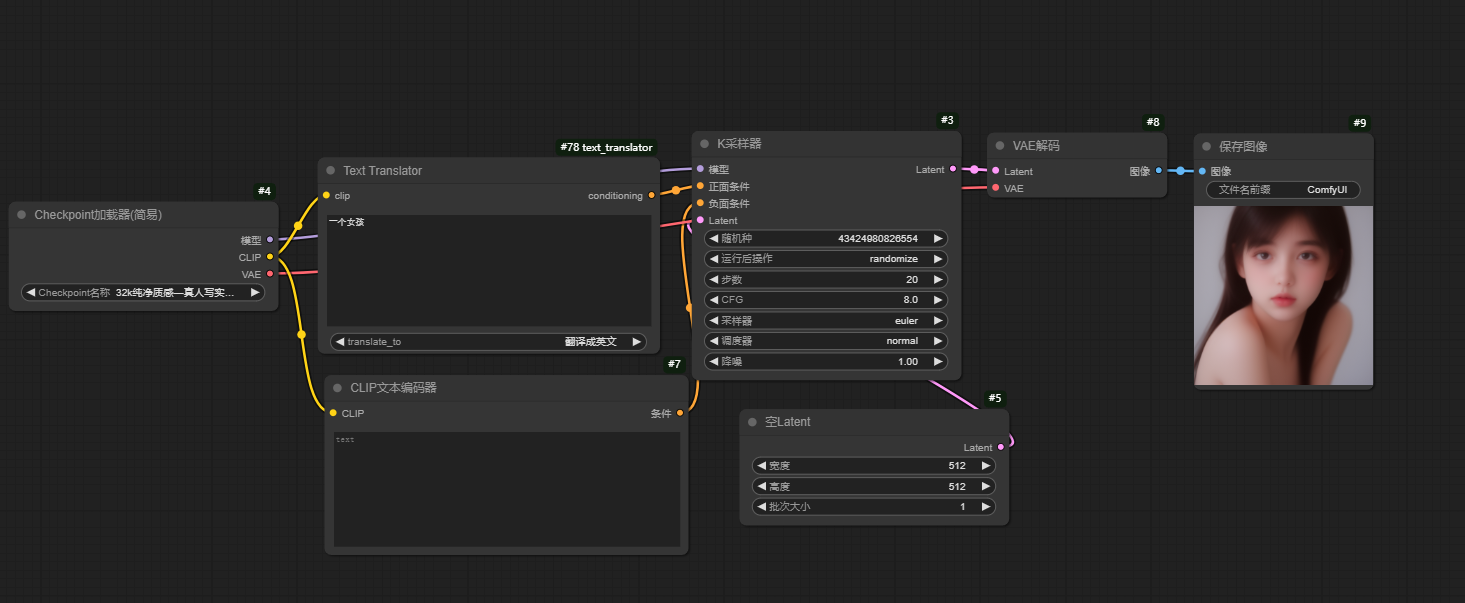 #4
Checkpoint加载器(简易)
模型
CLIP
VAE
Checkpoint名称 32k纯净质感—真人写实...
#78 text_translator
Text Translator
clip
conditioning
一个女孩
translate_to 翻译成英文
#7
CLIP文本编码器
CLIP
条件
text
#3
K采样器
模型
Latent
正面条件
负面条件
Latent
随机种 43424980826554
运行后操作 randomize
步数 20
CFG 8.0
采样器 euler
调度器 normal
降噪 1.00
#5
空Latent
Latent
宽度 512
高度 512
批次大小 1
#8
VAE解码
Latent
图像
VAE
#9
保存图像
图像
文件名前缀 ComfyUI